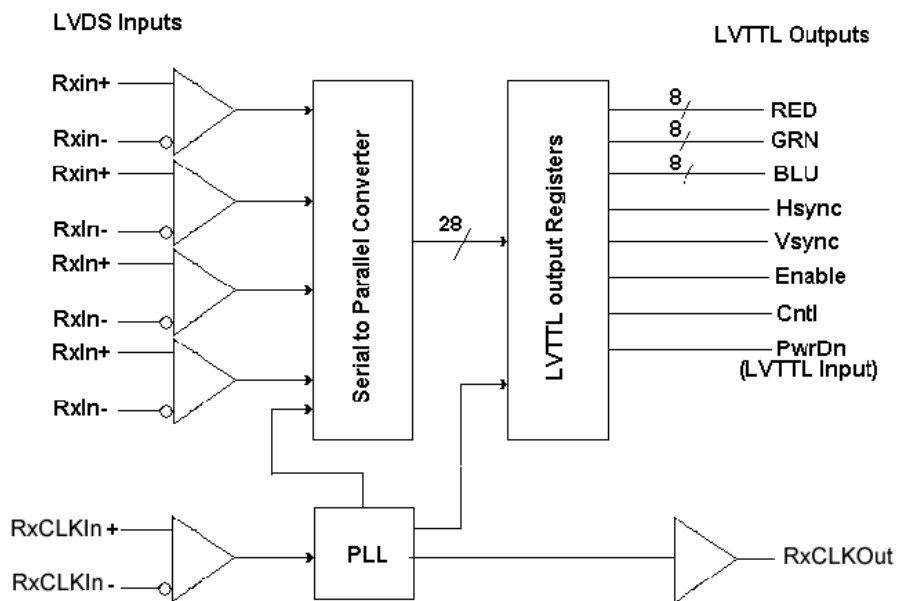 LVDS Inputs
LVTTL Outputs
Rxin+
Rxin-
Rxin+
RxIn-
RxIn+
RxIn-
RxIn+
RxIn-
Serial to Parallel Converter
28
LVTTL output Registers
8
RED
8
GRN
8
BLU
Hsync
Vsync
Enable
Cntl
PwrDn
(LVTTL Input)
RxCLKIn +
RxCLKIn -
PLL
RxCLKOut